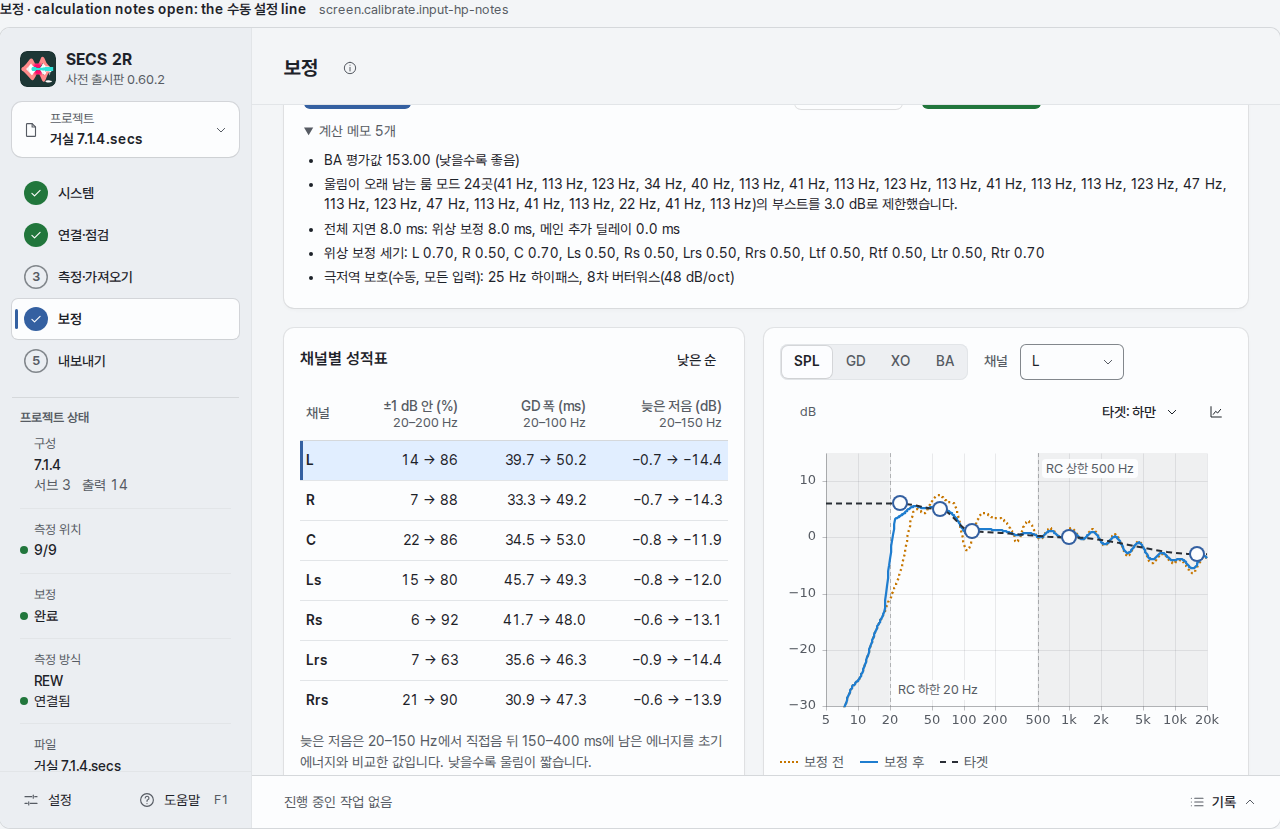 보정 · calculation notes open: the 수동 설정 line screen.calibrate.input-hp-notes
SECS 2R
사전 출시판 0.60.2
프로젝트
거실 7.1.4.secs
시스템
연결·점검
3 측정·가져오기
보정
5 내보내기
프로젝트 상태
구성
7.1.4
서브 3 출력 14
측정 위치
9/9
보정
완료
측정 방식
REW
연결됨
파일
거실 7.1.4.secs
설정
도움말 F1
보정
▼ 계산 메모 5개
• BA 평가값 153.00 (낮을수록 좋음)
• 울림이 오래 남는 룸 모드 24곳(41 Hz, 113 Hz, 123 Hz, 34 Hz, 40 Hz, 113 Hz, 41 Hz, 113 Hz, 123 Hz, 113 Hz, 41 Hz, 113 Hz, 113 Hz, 123 Hz, 47 Hz,
113 Hz, 123 Hz, 47 Hz, 113 Hz, 41 Hz, 113 Hz, 22 Hz, 41 Hz, 113 Hz)의 부스트를 3.0 dB로 제한했습니다.
• 전체 지연 8.0 ms: 위상 보정 8.0 ms, 메인 추가 딜레이 0.0 ms
• 위상 보정 세기: L 0.70, R 0.50, C 0.70, Ls 0.50, Rs 0.50, Lrs 0.50, Rrs 0.50, Ltf 0.50, Rtf 0.50, Ltr 0.50, Rtr 0.70
• 극저역 보호(수동, 모든 입력): 25 Hz 하이패스, 8차 버터워스(48 dB/oct)
채널별 성적표
낮은 순
채널 ±1 dB 안 (%) GD 폭 (ms) 늦은 저음 (dB)
20–200 Hz 20–100 Hz 20–150 Hz
L 14 → 86 39.7 → 50.2 −0.7 → −14.4
R 7 → 88 33.3 → 49.2 −0.7 → −14.3
C 22 → 86 34.5 → 53.0 −0.8 → −11.9
Ls 15 → 80 45.7 → 49.3 −0.8 → −12.0
Rs 6 → 92 41.7 → 48.0 −0.6 → −13.1
Lrs 7 → 63 35.6 → 46.3 −0.9 → −14.4
Rrs 21 → 90 30.9 → 47.3 −0.6 → −13.9
늦은 저음은 20–150 Hz에서 직접음 뒤 150–400 ms에 남은 에너지를 초기
에너지와 비교한 값입니다. 낮을수록 울림이 짧습니다.
SPL GD XO BA 채널 L
dB
타겟: 하만
RC 상한 500 Hz
10
0
−10
−20
−30
RC 하한 20 Hz
5 10 20 50 100 200 500 1k 2k 5k 10k 20k
보정 전 보정 후 타겟
진행 중인 작업 없음
기록